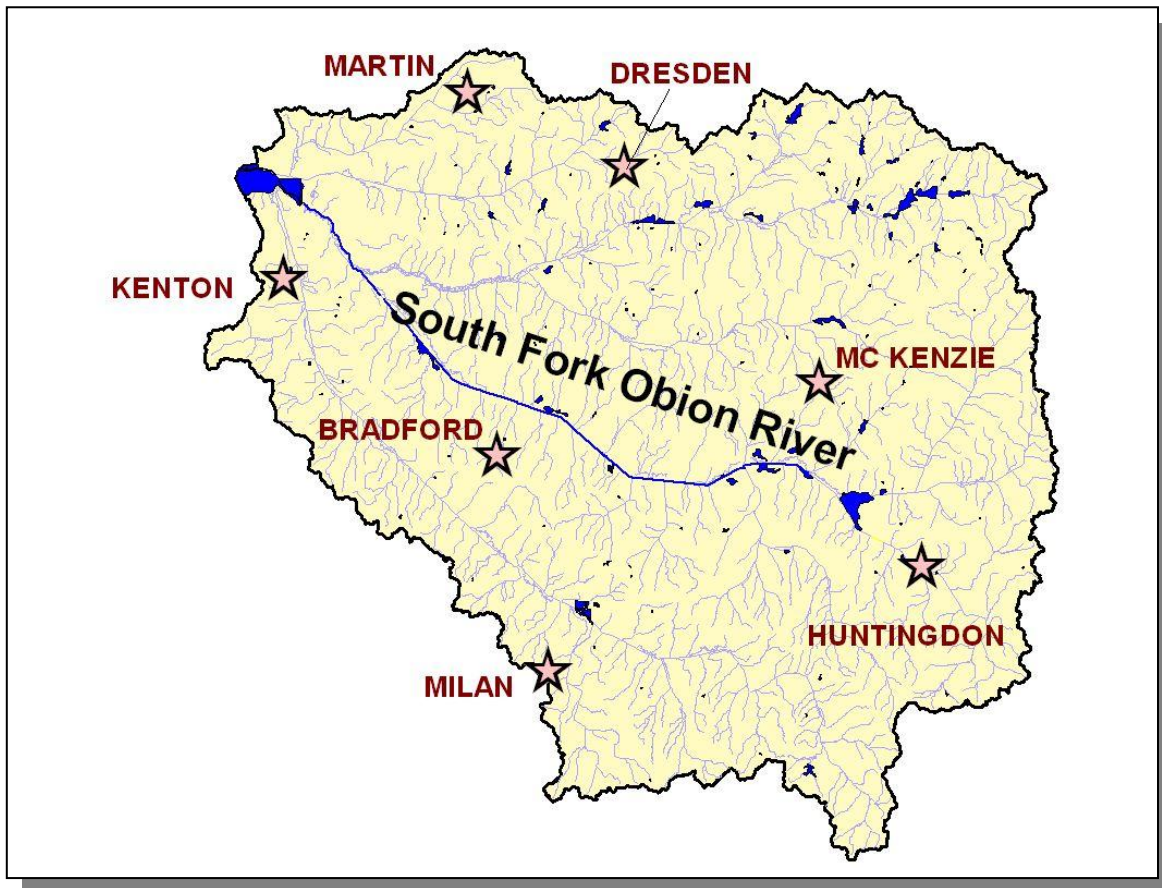 MARTIN
DRESDEN
KENTON
South Fork Obion River
MC KENZIE
BRADFORD
HUNTINGDON
MILAN